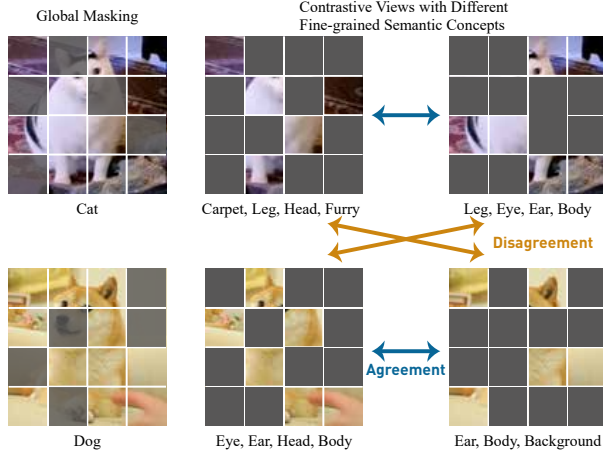 Global Masking
Contrastive Views with Different
Fine-grained Semantic Concepts
Cat
Carpet, Leg, Head, Furry
Leg, Eye, Ear, Body
Disagreement
Agreement
Dog
Eye, Ear, Head, Body
Ear, Body, Background